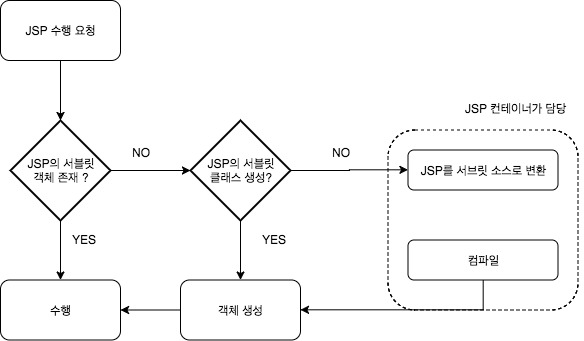 JSP 수행 요청
JSP 컨테이너가 담당
JSP의 서블릿
객체 존재 ?
NO
JSP의 서블릿
클래스 생성?
NO
JSP를 서브릿 소스로 변환
YES
YES
컴파일
수행
객체 생성